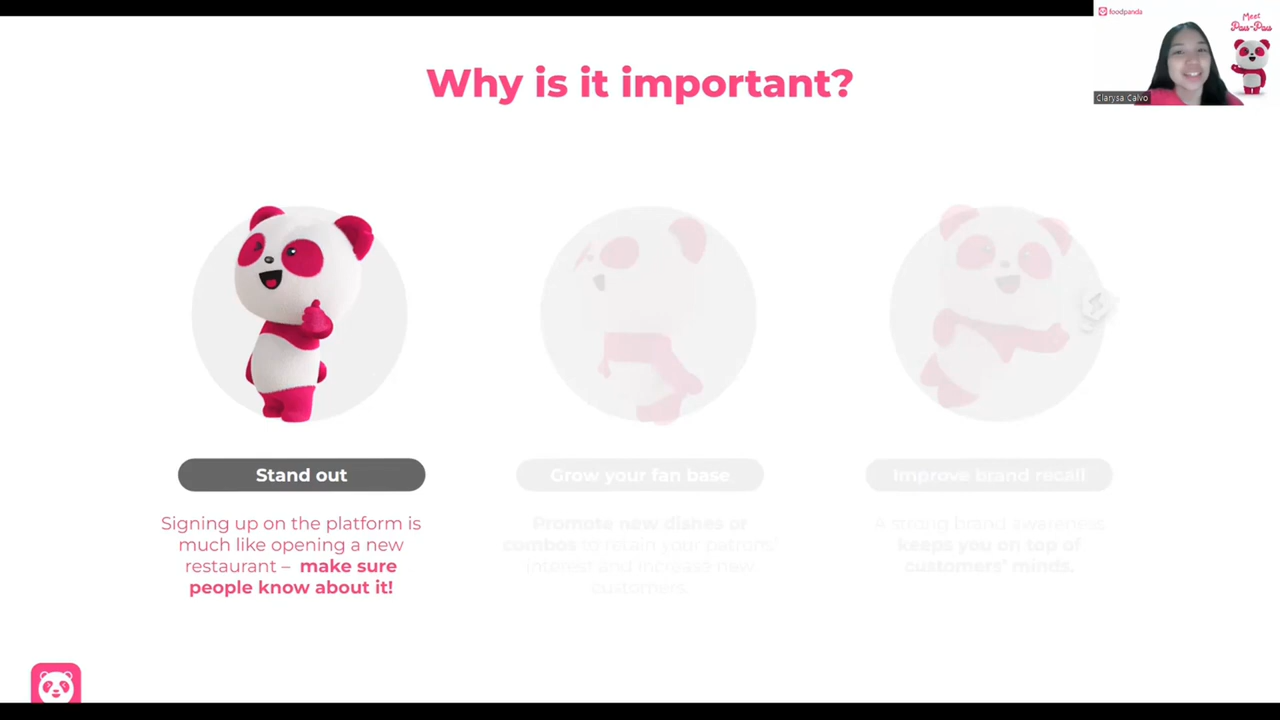 foodpanda
Meet
Pau-Pau
Clarysa Calvo
Why is it important?
Stand out
Signing up on the platform is
much like opening a new
restaurant – make sure
people know about it!
Grow your fan base
Promote new dishes or
combos to retain your patrons'
interest and increase new
customers.
Improve brand recall
A strong brand awareness
keeps you on top of
customers' minds.